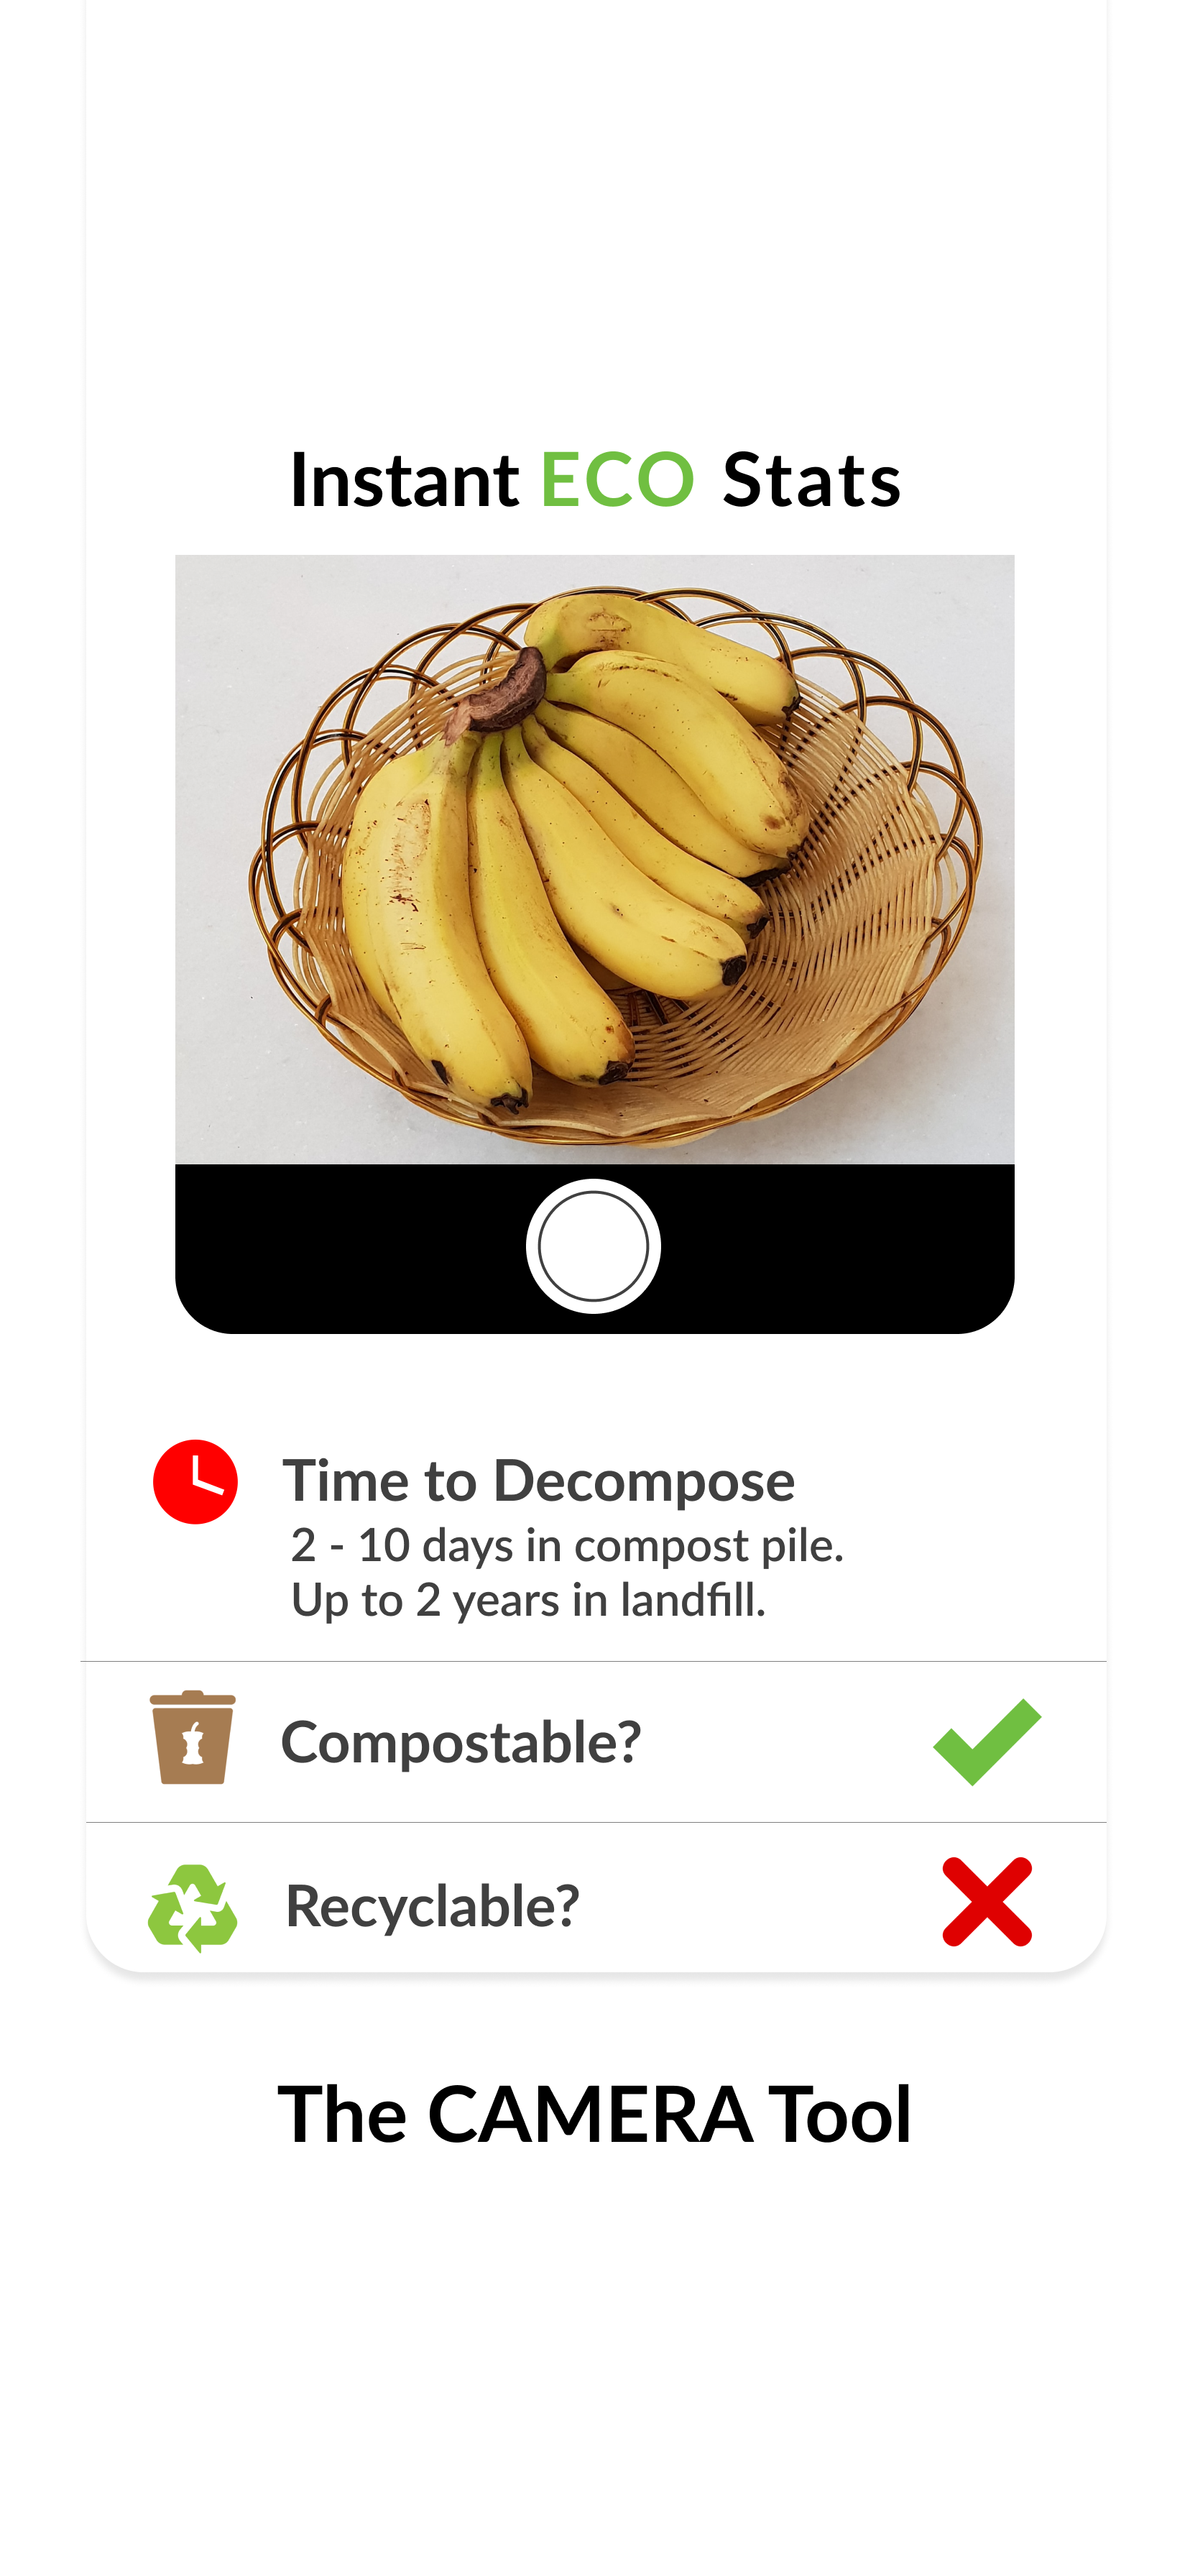 Instant ECO Stats
Time to Decompose
2 - 10 days in compost pile.
Up to 2 years in landfill.
Compostable?
Recyclable?
The CAMERA Tool